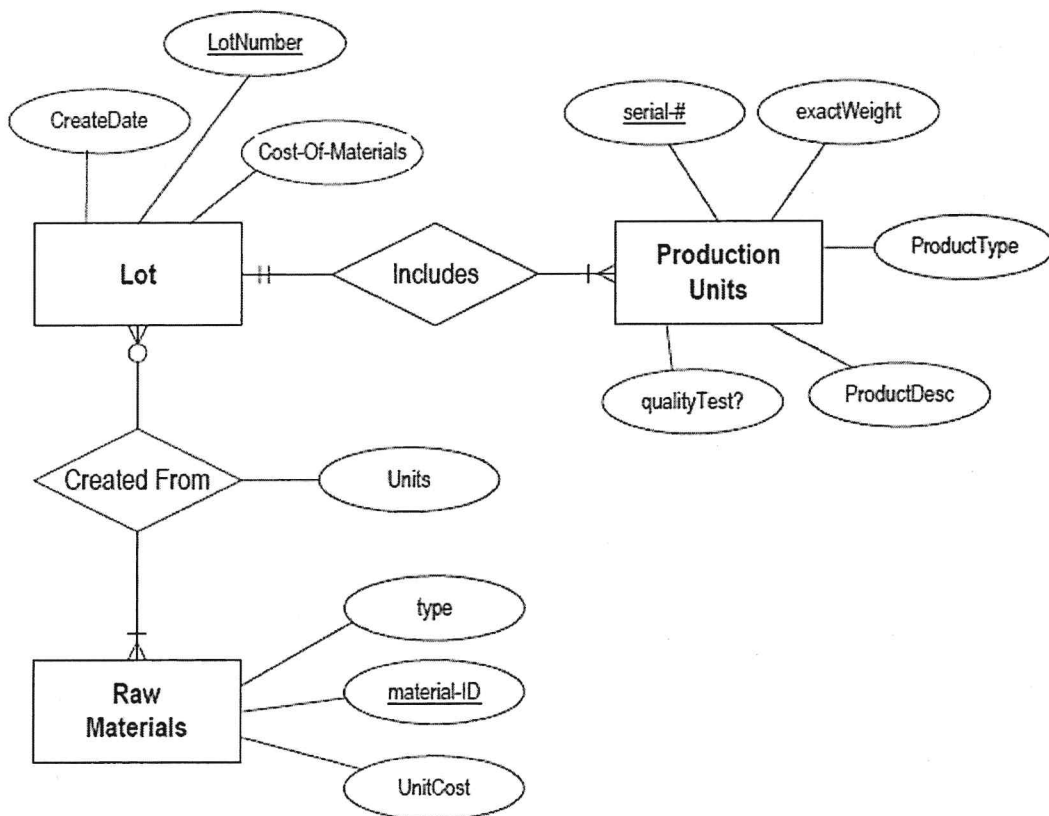 LotNumber
CreateDate
Cost-Of-Materials
serial-#
exactWeight
Lot
Includes
Production
Units
ProductType
qualityTest?
ProductDesc
Created From
Units
type
Raw
Materials
material-ID
UnitCost